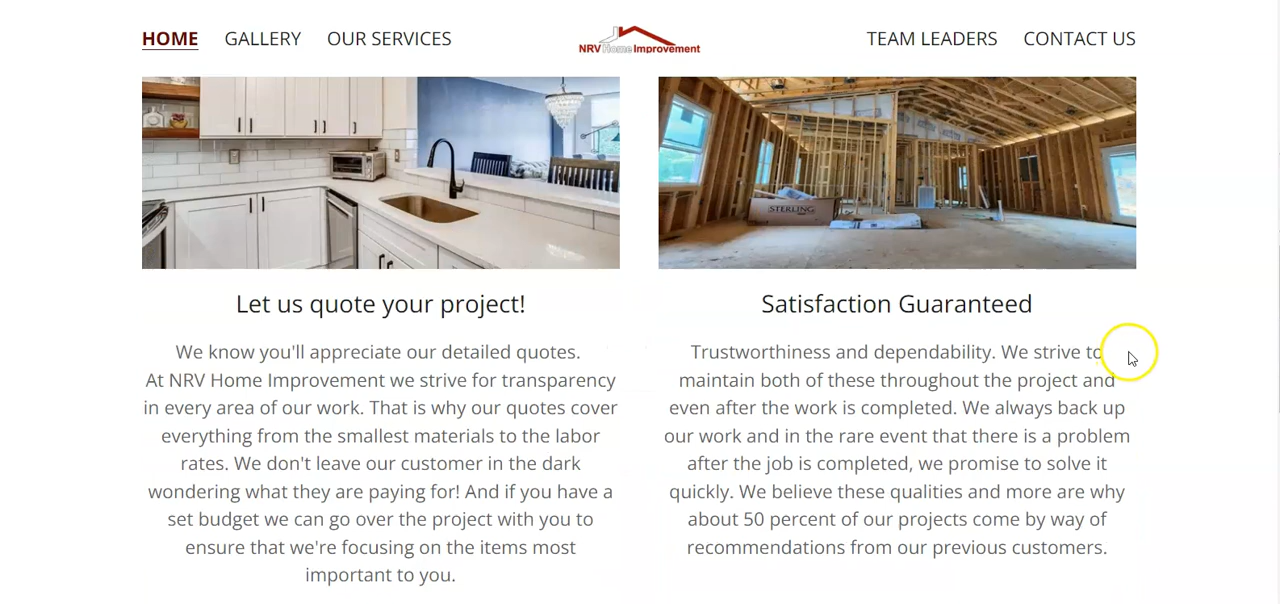 HOME GALLERY OUR SERVICES
NRV Home Improvement
TEAM LEADERS CONTACT US
STERLING
Let us quote your project!
We know you'll appreciate our detailed quotes.
At NRV Home Improvement we strive for transparency
in every area of our work. That is why our quotes cover
everything from the smallest materials to the labor
rates. We don't leave our customer in the dark
wondering what they are paying for! And if you have a
set budget we can go over the project with you to
ensure that we're focusing on the items most
important to you.
Satisfaction Guaranteed
Trustworthiness and dependability. We strive to
maintain both of these throughout the project and
even after the work is completed. We always back up
our work and in the rare event that there is a problem
after the job is completed, we promise to solve it
quickly. We believe these qualities and more are why
about 50 percent of our projects come by way of
recommendations from our previous customers.